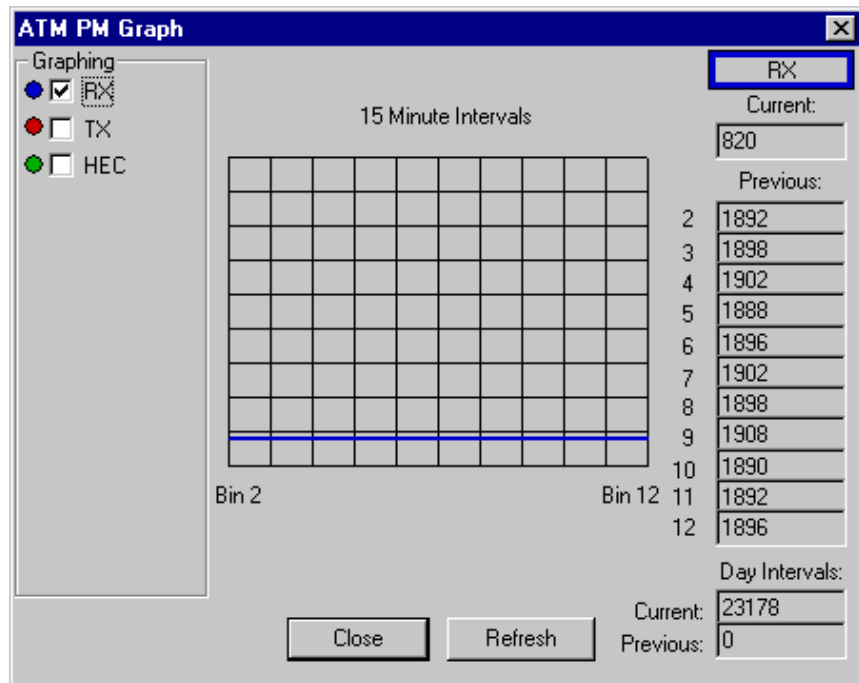 ATM PM Graph
Graphing
RX
TX
HEC
15 Minute Intervals
Bin 2
Bin 12
RX
Current:
820
Previous:
2 1892
3 1898
4 1902
5 1888
6 1896
7 1902
8 1898
9 1908
10 1890
11 1892
12 1896
Day Intervals:
Current: 23178
Previous: 0
Close
Refresh